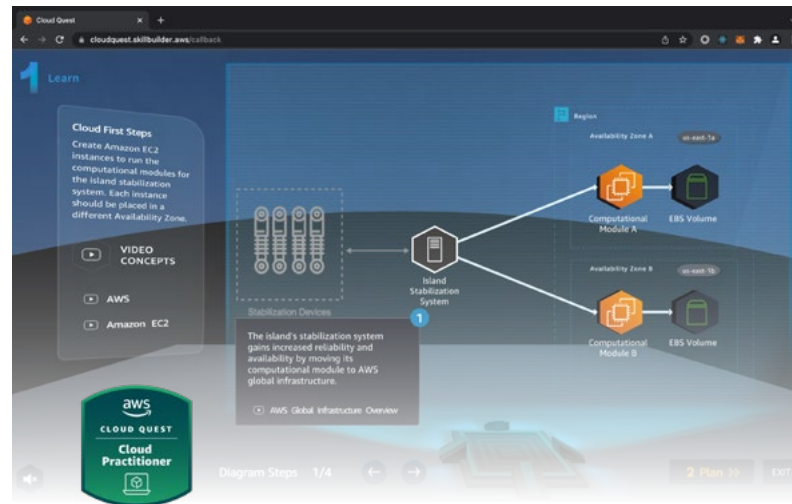 Cloud Quest
cloudquest.skillbuilder.aws/callback
1 Learn
Cloud First Steps
Create Amazon EC2
instances to run the
computational modules for
the island stabilization
system. Each instance
should be placed in a
different Availability Zone.
VIDEO
CONCEPTS
AWS
Amazon EC2
Stabilization Devices
Island
Stabilization
System
1
The island's stabilization system
gains increased reliability and
availability by moving its
computational module to AWS
global infrastructure.
AWS Global Infrastructure Overview
Region
Availability Zone A
us-east-1a
Computational
Module A
EBS Volume
Availability Zone B
us-east-1b
Computational
Module B
EBS Volume
aws
CLOUD QUEST
Cloud
Practitioner
Diagram Steps 1/4
2 Plan
EXIT